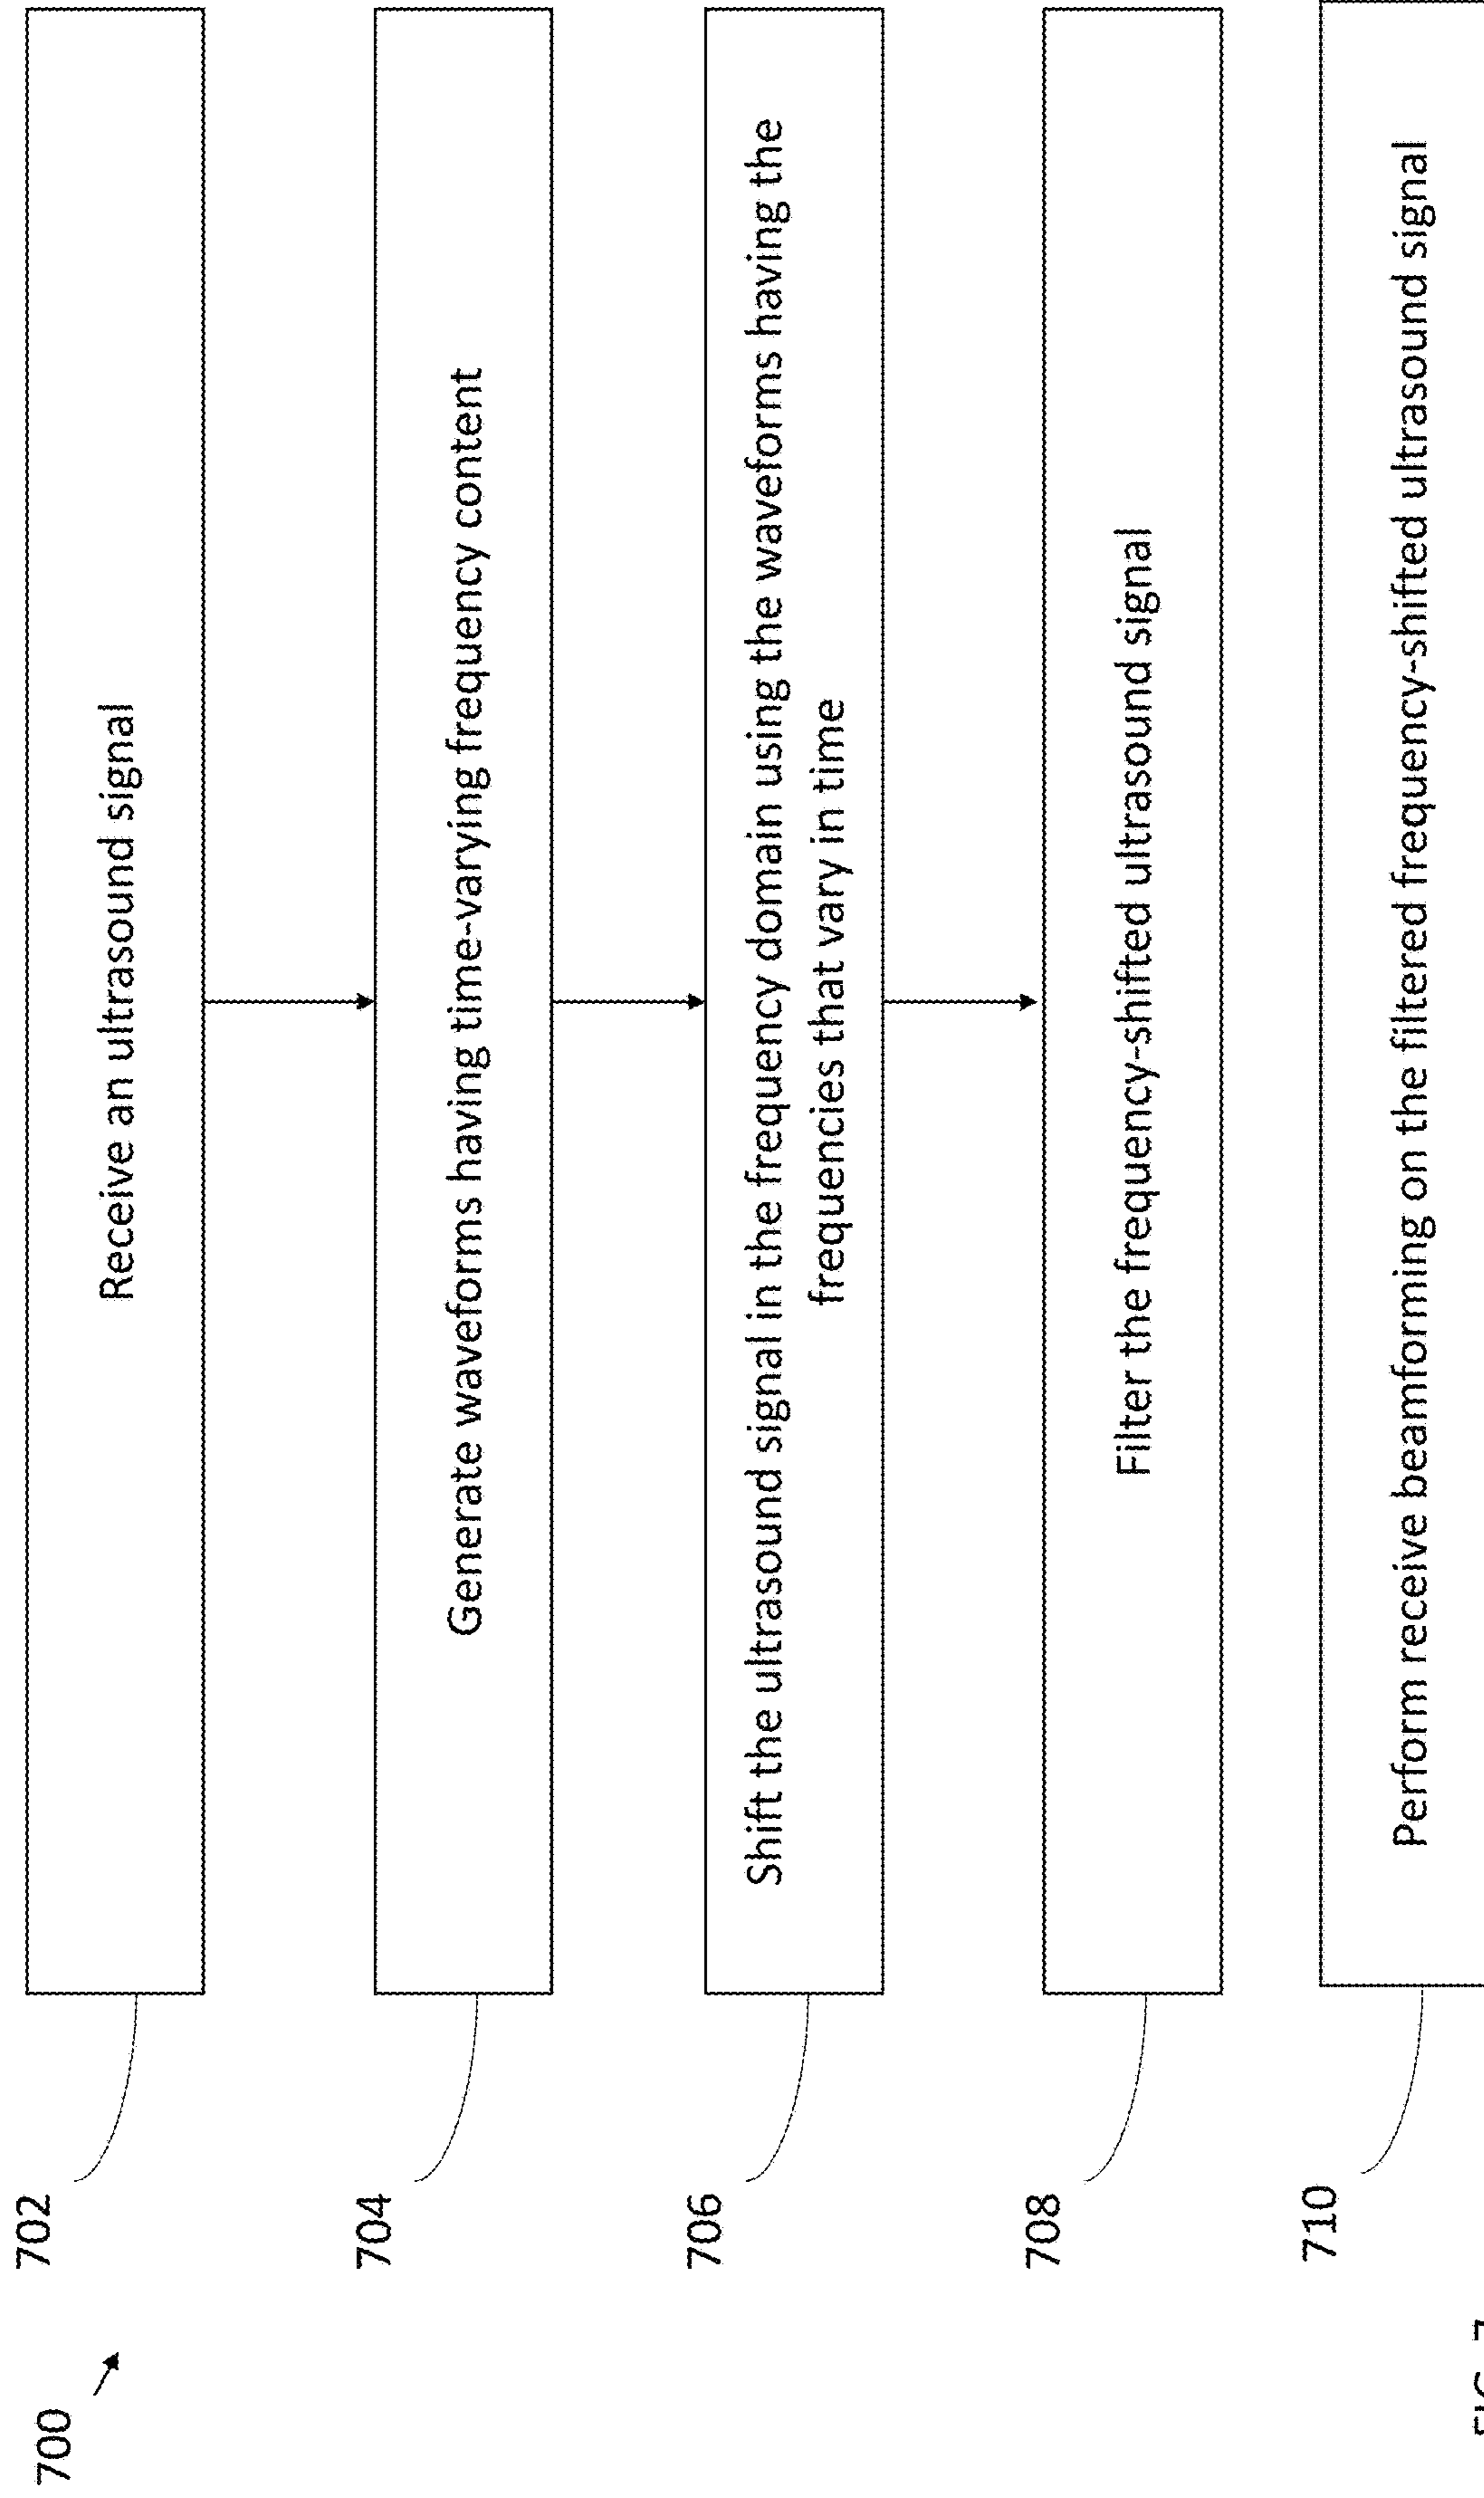 700
702
Receive an ultrasound signal
704
Generate waveforms having time-varying frequency content
706
Shift the ultrasound signal in the frequency domain using the waveforms having the
frequencies that vary in time
708
Filter the frequency-shifted ultrasound signal
710
Perform receive beamforming on the filtered frequency-shifted ultrasound signal